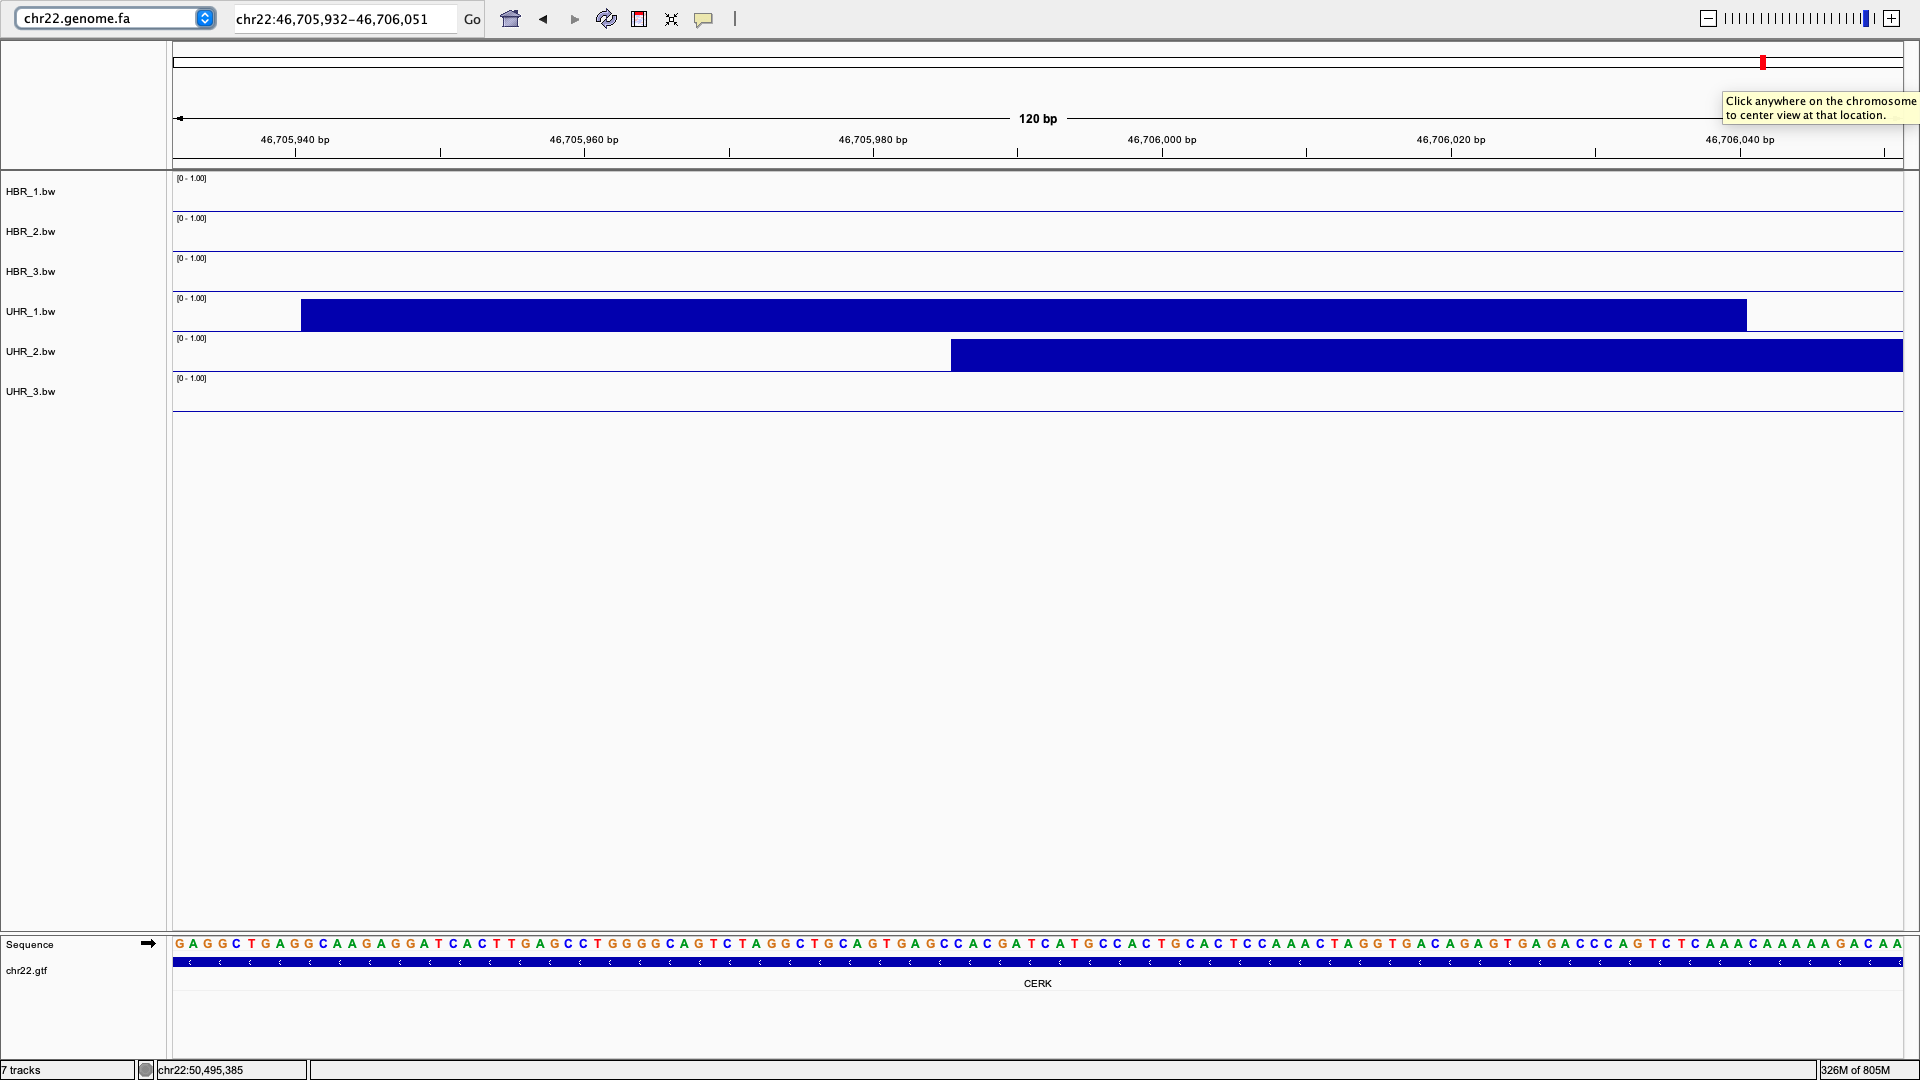 chr22.genome.fa
chr22:46,705,932-46,706,051
Go
Click anywhere on the chromosome
to center view at that location.
120 bp
46,705,940 bp 46,705,960 bp 46,705,980 bp 46,706,000 bp 46,706,020 bp 46,706,040 bp
[0 - 1.00]
HBR_1.bw
[0 - 1.00]
HBR_2.bw
[0 - 1.00]
HBR_3.bw
[0 - 1.00]
UHR_1.bw
[0 - 1.00]
UHR_2.bw
[0 - 1.00]
UHR_3.bw
Sequence
G A G G C T G A G G C A A G A G G A T C A C T T G A G C C T G G G G C A G T C T A G G C T G C A G T G A G C C A C G A T C A T G C C A C T G C A C T C C A A A C T A G G T G A C A G A G T G A G A C C C A G T C T C A A A C A A A A A G A C A A
chr22.gtf
CERK
7 tracks chr22:50,495,385 326M of 805M